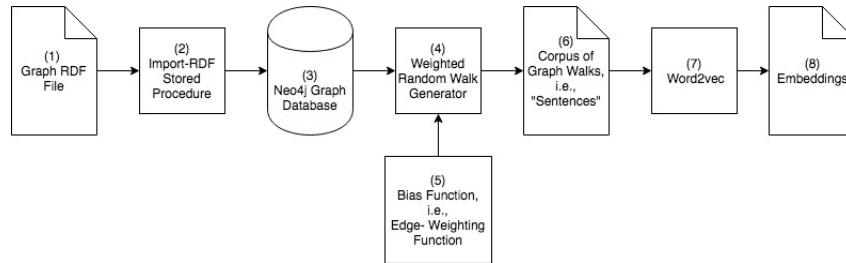 (1)
Graph RDF
File
(2)
Import-RDF
Stored
Procedure
(3)
Neo4j Graph
Database
(4)
Weighted
Random Walk
Generator
(5)
Bias Function,
i.e.,
Edge- Weighting
Function
(6)
Corpus of
Graph Walks,
i.e.,
"Sentences"
(7)
Word2vec
(8)
Embeddings